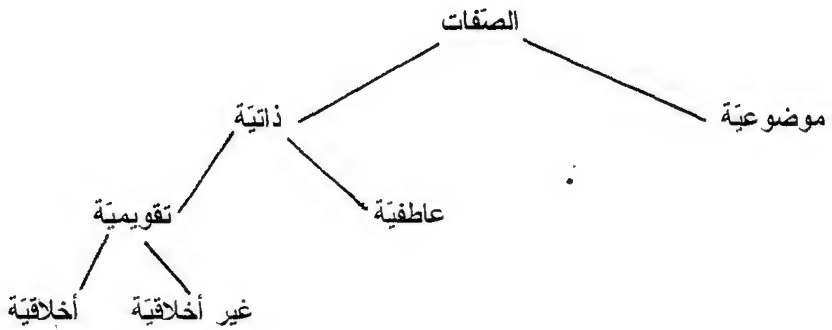 الصّفات
موضوعيّة ذاتيّة
عاطفيّة تقويميّة
غير أخلاقيّة أخلاقيّة